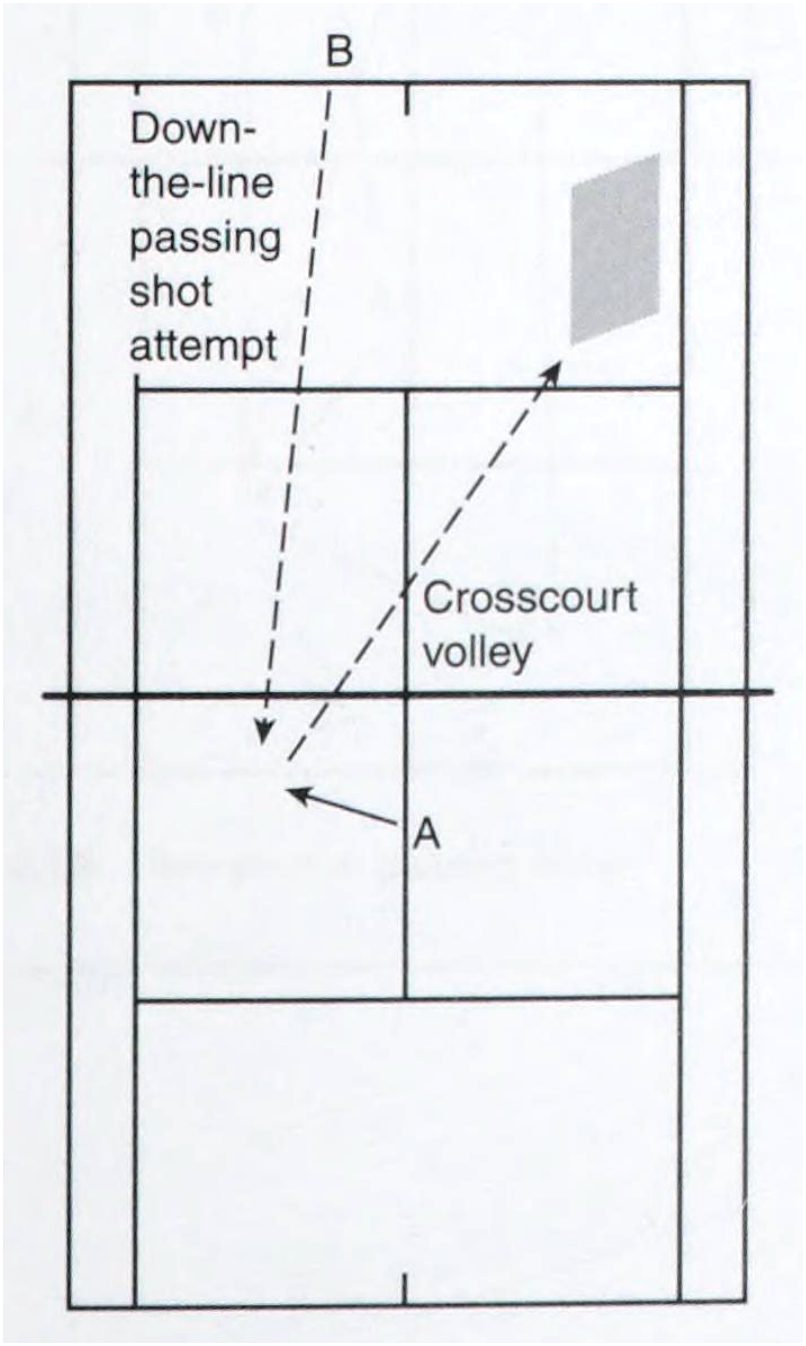 B
Down-
the-line
passing
shot
attempt
Crosscourt
volley
A